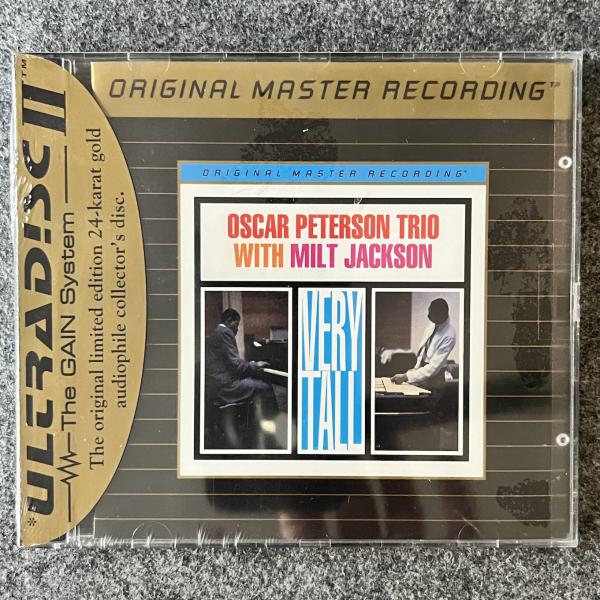 ORIGINAL MASTER RECORDING™
*ULTRADISC II™
The GAIN System
The original limited edition 24-karat gold
audiophile collector's disc.
ORIGINAL MASTER RECORDING™
OSCAR PETERSON TRIO
WITH MILT JACKSON
VERY
TALL